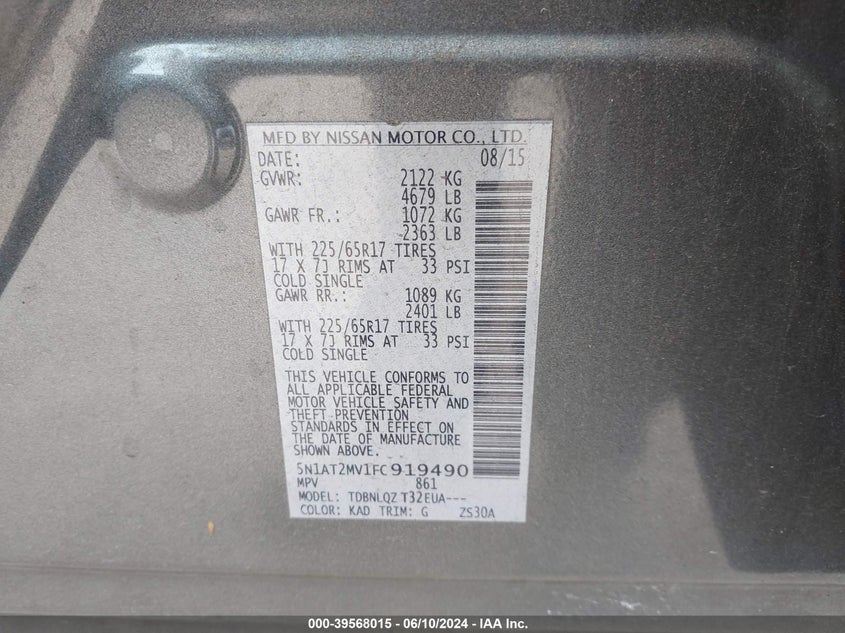 MFD BY NISSAN MOTOR CO., LTD.
DATE: 08/15
GVWR: 2122 KG
4679 LB
GAWR FR.: 1072 KG
2363 LB
WITH 225/65R17 TIRES
17 X 7J RIMS AT 33 PSI
COLD SINGLE
GAWR RR.: 1089 KG
2401 LB
WITH 225/65R17 TIRES
17 X 7J RIMS AT 33 PSI
COLD SINGLE
THIS VEHICLE CONFORMS TO
ALL APPLICABLE FEDERAL
MOTOR VEHICLE SAFETY AND
THEFT PREVENTION
STANDARDS IN EFFECT ON
THE DATE OF MANUFACTURE
SHOWN ABOVE.
5N1AT2MV1FC919490
MPV 861
MODEL: TDBNLQZ T32EUA---
COLOR: KAD TRIM: G ZS30A
000-39568015 - 06/10/2024 - IAA Inc.